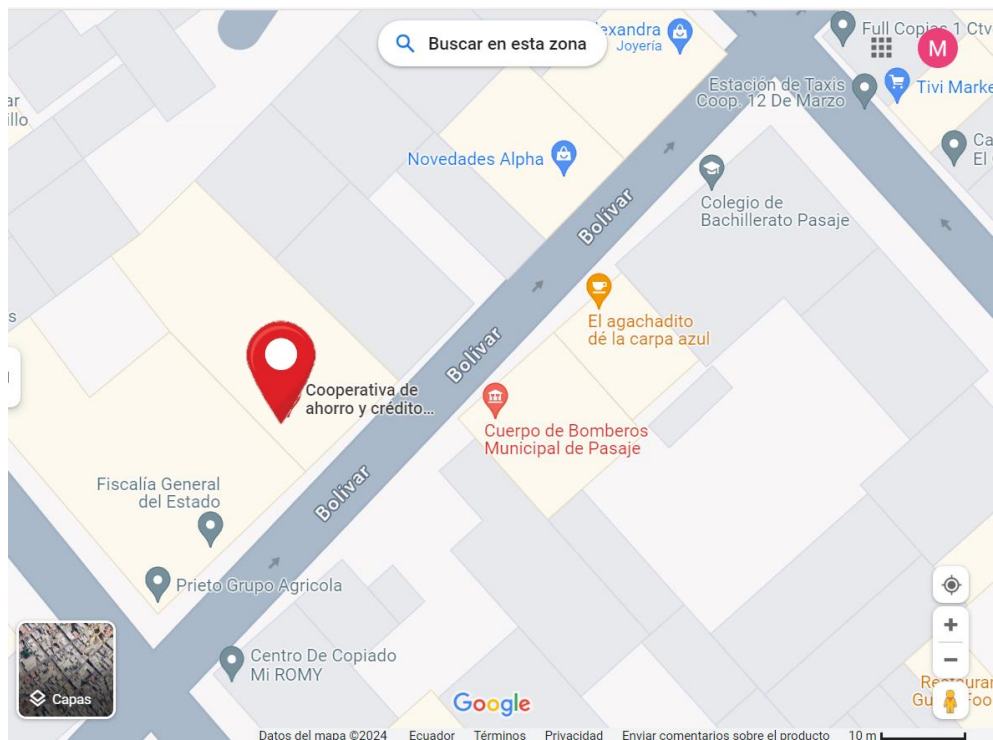 Buscar en esta zona
exandra
Joyería
Full Copias 1 Ctv
M
Estación de Taxis
Coop. 12 De Marzo
Tivi Marke
ar
illo
Novedades Alpha
Ca
El
Colegio de
Bachillerato Pasaje
Bolívar
s
El agachadito
dé la carpa azul
Bolívar
Cooperativa de
ahorro y crédito...
Cuerpo de Bomberos
Municipal de Pasaje
Fiscalía General
del Estado
Bolívar
Prieto Grupo Agricola
Centro De Copiado
Mi ROMY
Capas
Google
Datos del mapa ©2024 Ecuador Términos Privacidad Enviar comentarios sobre el producto 10 m